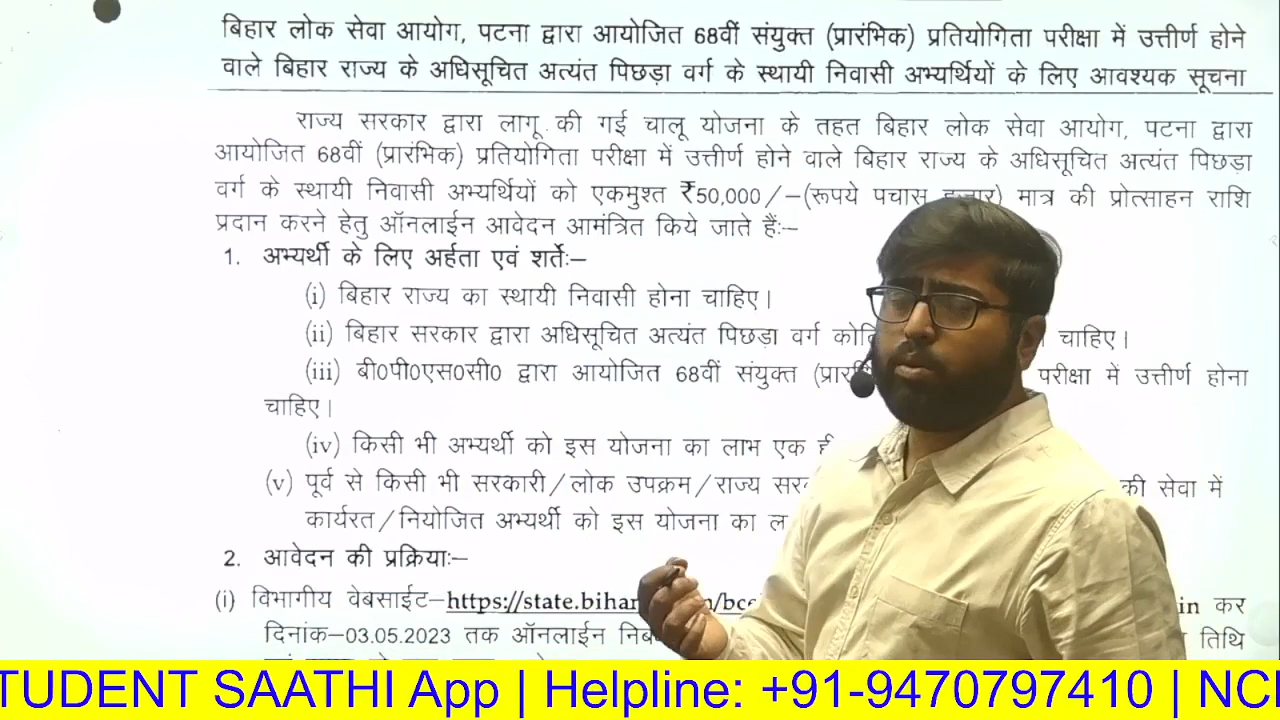 बिहार लोक सेवा आयोग, पटना द्वारा आयोजित 68वीं संयुक्त (प्रारंभिक) प्रतियोगिता परीक्षा में उत्तीर्ण होने
वाले बिहार राज्य के अधिसूचित अत्यंत पिछड़ा वर्ग के स्थायी निवासी अभ्यर्थियों के लिए आवश्यक सूचना
राज्य सरकार द्वारा लागू की गई चालू योजना के तहत बिहार लोक सेवा आयोग, पटना द्वारा
आयोजित 68वीं (प्रारंभिक) प्रतियोगिता परीक्षा में उत्तीर्ण होने वाले बिहार राज्य के अधिसूचित अत्यंत पिछड़ा
वर्ग के स्थायी निवासी अभ्यर्थियों को एकमुश्त ₹50,000/–(रूपये पचास हजार) मात्र की प्रोत्साहन राशि
प्रदान करने हेतु ऑनलाईन आवेदन आमंत्रित किये जाते हैंः–
1. अभ्यर्थी के लिए अर्हता एवं शर्तेः–
(i) बिहार राज्य का स्थायी निवासी होना चाहिए।
(ii) बिहार सरकार द्वारा अधिसूचित अत्यंत पिछड़ा वर्ग चाहिए।
(iii) बी0पी0एस0सी0 द्वारा आयोजित 68वीं संयुक्त परीक्षा में उत्तीर्ण होना
चाहिए।
(iv) किसी भी अभ्यर्थी को इस योजना का लाभ एक
(v) पूर्व से किसी भी सरकारी/लोक उपक्रम/राज्य की सेवा में
कार्यरत/नियोजित अभ्यर्थी को इस योजना का
2. आवेदन की प्रक्रियाः–
(i) विभागीय वेबसाईट–https://state.bihar /bce in कर
दिनांक–03.05.2023 तक ऑनलाईन तिथि
TUDENT SAATHI App | Helpline: +91-9470797410 | NC